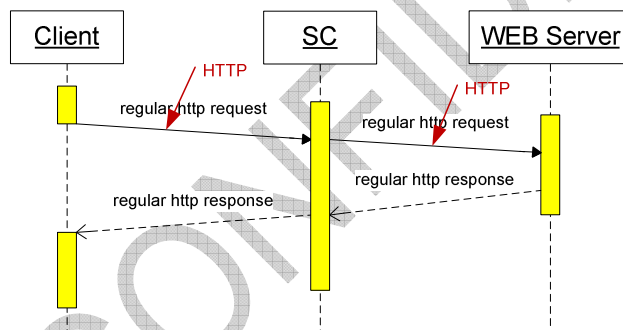 Client
SC
WEB Server
HTTP
HTTP
regular http request
regular http request
regular http response
regular http response